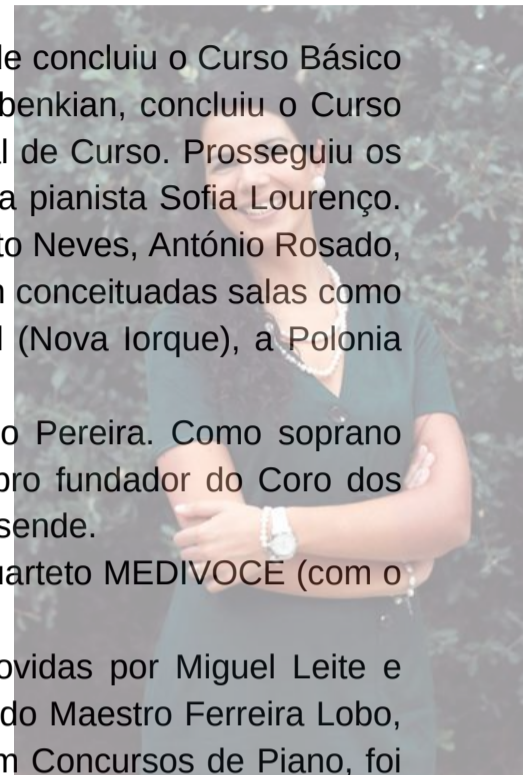 le concluiu o Curso Básico
benkian, concluiu o Curso
l de Curso. Prosseguiu os
a pianista Sofia Lourenço.
to Neves, António Rosado,
conceituadas salas como
(Nova Iorque), a Polonia
o Pereira. Como soprano
bro fundador do Coro dos
sende.
uarteto MEDIVOCE (com o
ovidas por Miguel Leite e
do Maestro Ferreira Lobo,
m Concursos de Piano, foi